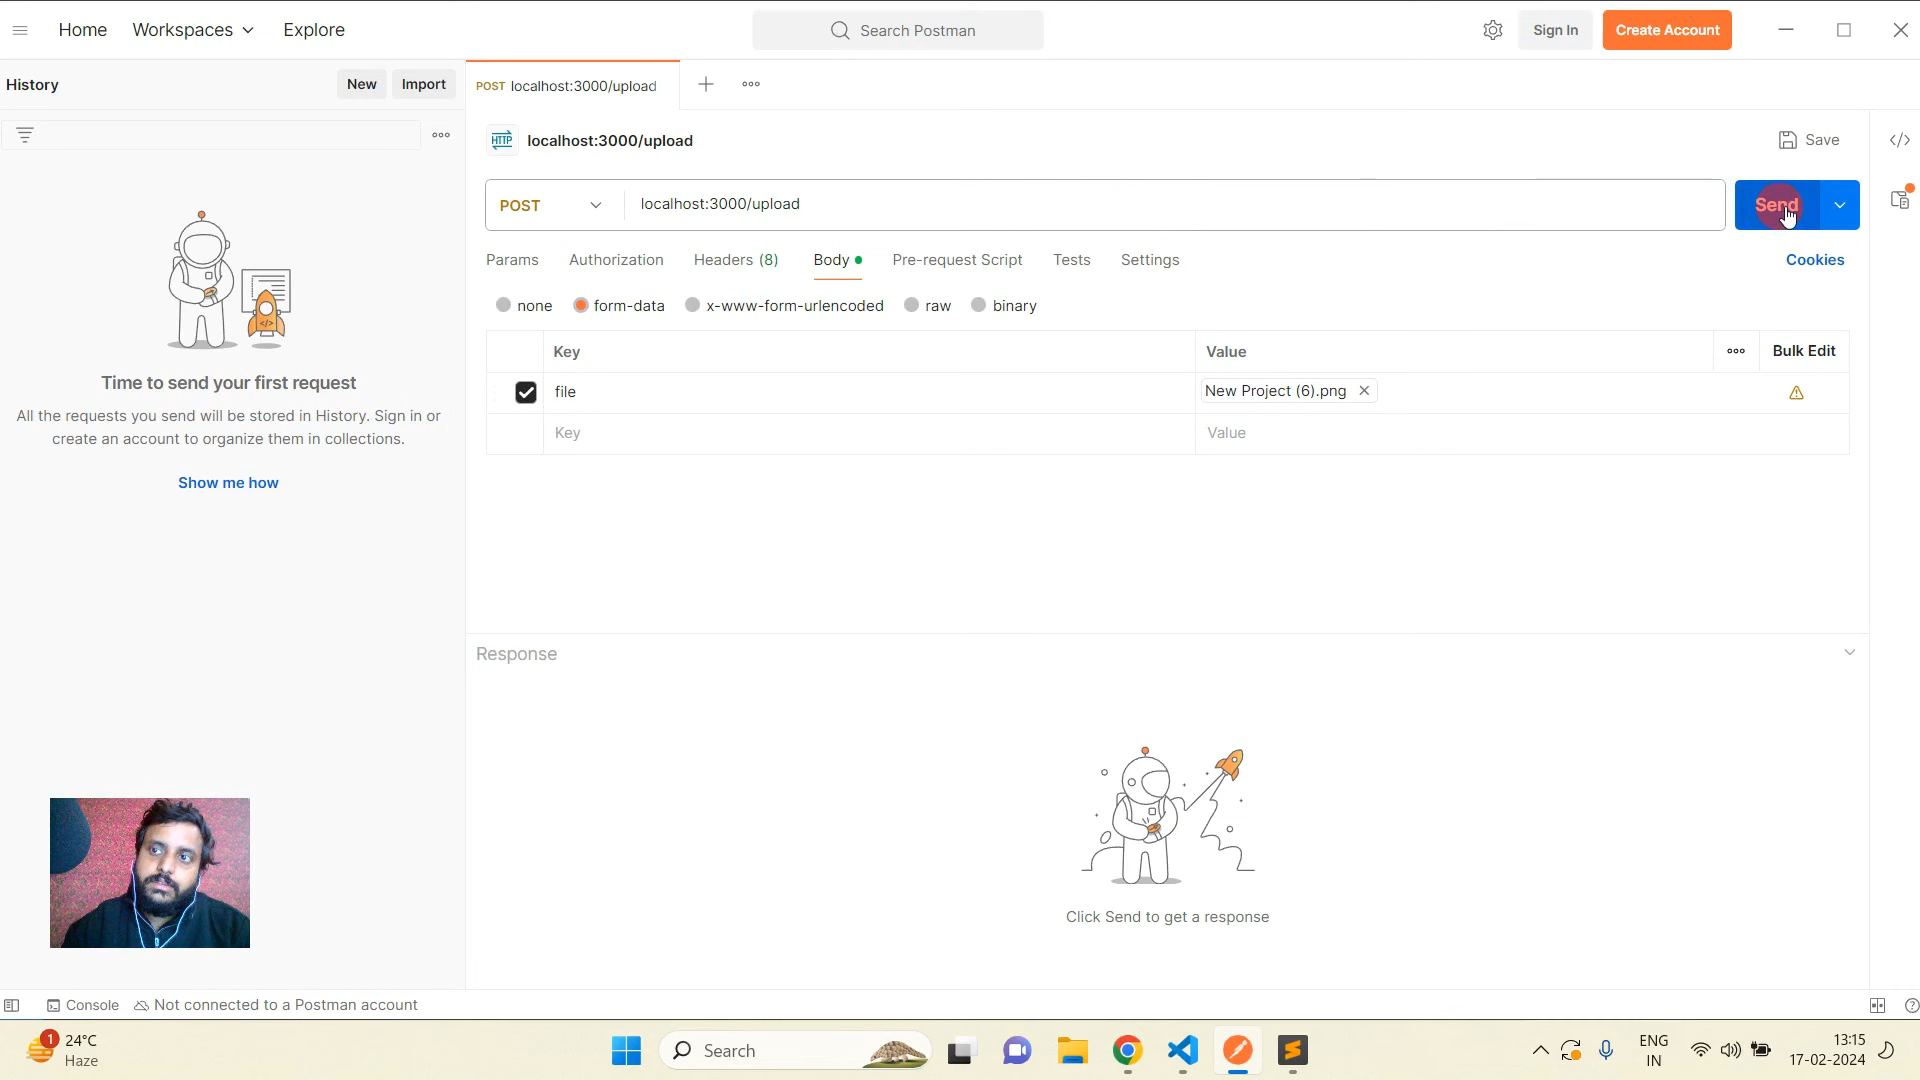 Home Workspaces Explore
Search Postman
Sign In Create Account
History New Import
POST localhost:3000/upload
HTTP localhost:3000/upload
Save
POST localhost:3000/upload
Send
Params Authorization Headers (8) Body Pre-request Script Tests Settings
Cookies
none form-data x-www-form-urlencoded raw binary
Key Value Bulk Edit
file New Project (6).png
Key Value
Time to send your first request
All the requests you send will be stored in History. Sign in or
create an account to organize them in collections.
Show me how
Response
Click Send to get a response
Console Not connected to a Postman account
1
24°C
Haze
Search
ENG
IN
13:15
17-02-2024